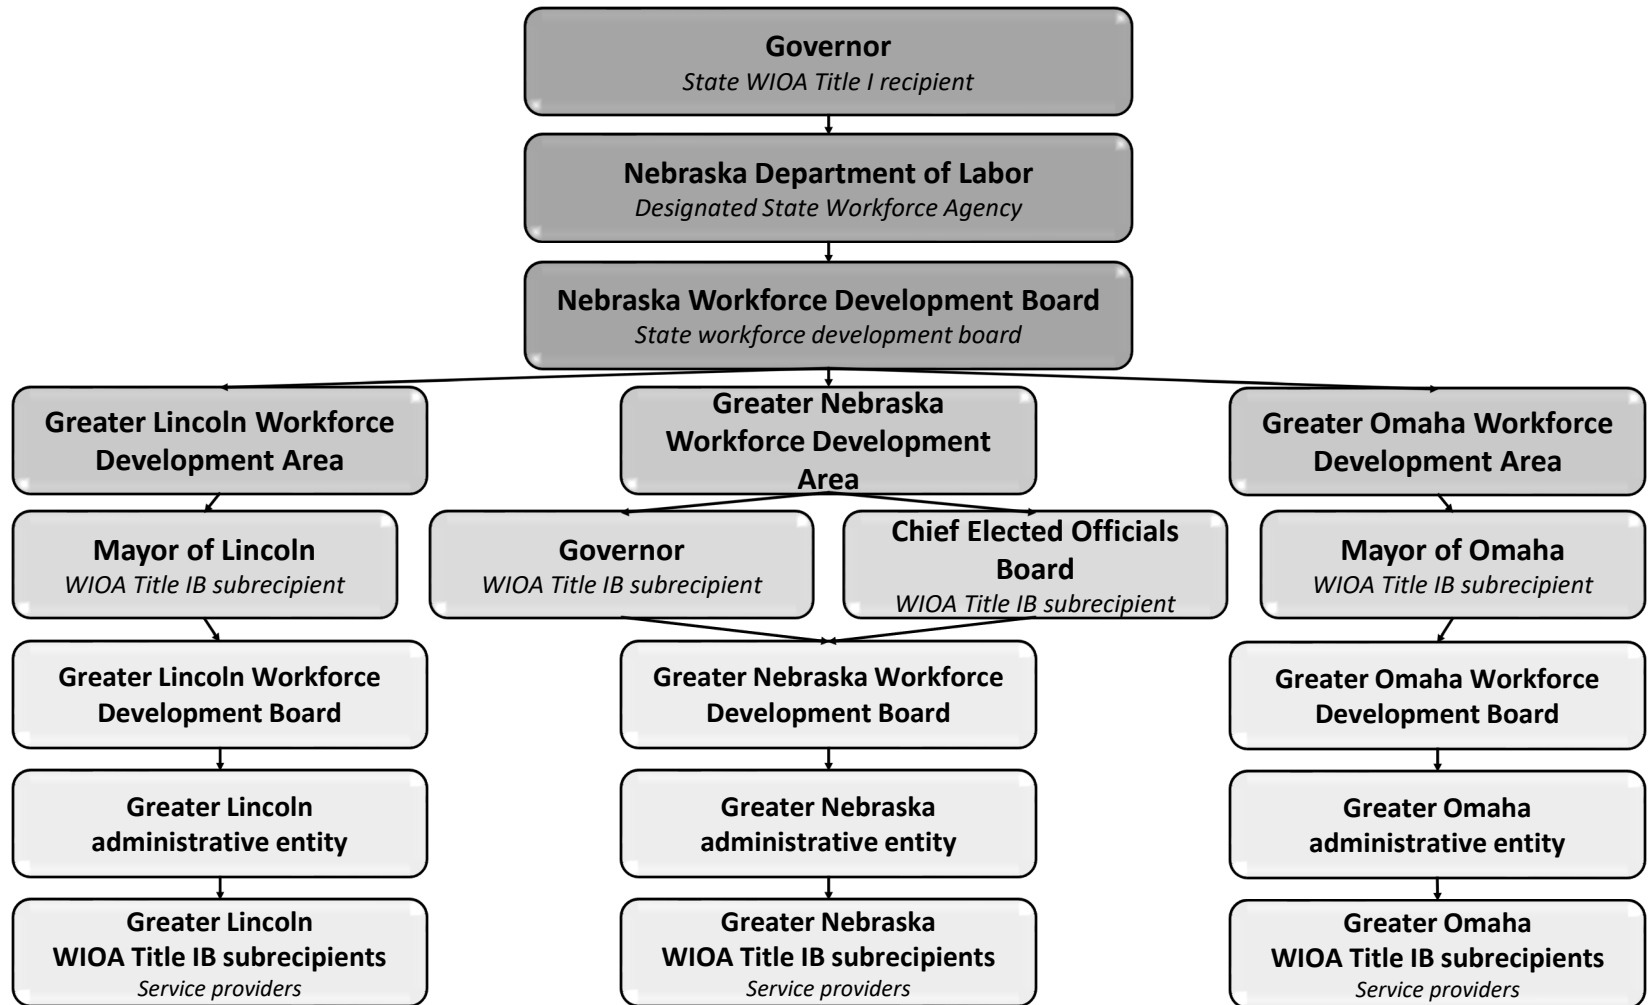 Governor
State WIOA Title I recipient
Nebraska Department of Labor
Designated State Workforce Agency
Nebraska Workforce Development Board
State workforce development board
Greater Lincoln Workforce
Development Area
Greater Nebraska
Workforce Development
Area
Greater Omaha Workforce
Development Area
Mayor of Lincoln
WIOA Title IB subrecipient
Governor
WIOA Title IB subrecipient
Chief Elected Officials
Board
WIOA Title IB subrecipient
Mayor of Omaha
WIOA Title IB subrecipient
Greater Lincoln Workforce
Development Board
Greater Nebraska Workforce
Development Board
Greater Omaha Workforce
Development Board
Greater Lincoln
administrative entity
Greater Nebraska
administrative entity
Greater Omaha
administrative entity
Greater Lincoln
WIOA Title IB subrecipients
Service providers
Greater Nebraska
WIOA Title IB subrecipients
Service providers
Greater Omaha
WIOA Title IB subrecipients
Service providers